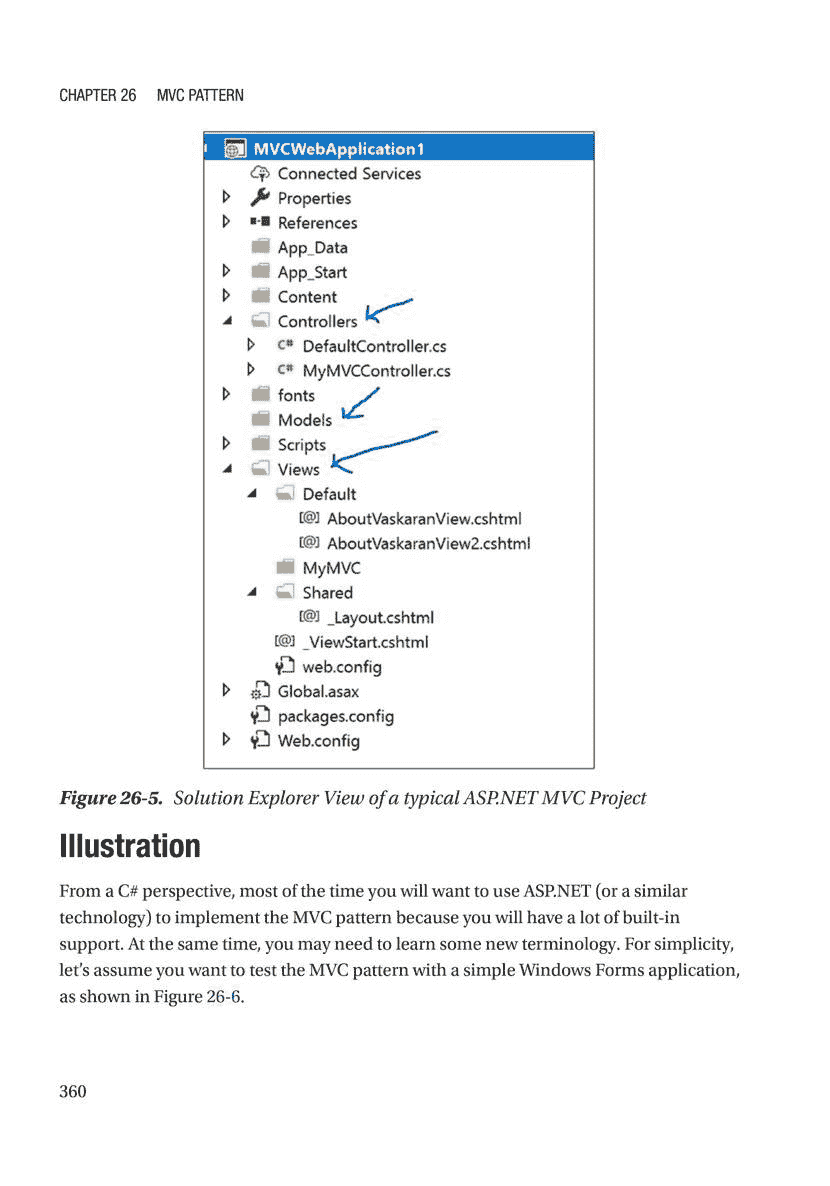 CHAPTER 26 MVC PATTERN
MVCWebApplication1
Connected Services
Properties
References
App_Data
App_Start
Content
Controllers
C# DefaultController.cs
C# MyMVCController.cs
fonts
Models
Scripts
Views
Default
[@] AboutVaskaranView.cshtml
[@] AboutVaskaranView2.cshtml
MyMVC
Shared
[@] _Layout.cshtml
[@] _ViewStart.cshtml
web.config
Global.asax
packages.config
Web.config
Figure 26-5. Solution Explorer View of a typical ASP.NET MVC Project
Illustration
From a C# perspective, most of the time you will want to use ASP.NET (or a similar
technology) to implement the MVC pattern because you will have a lot of built-in
support. At the same time, you may need to learn some new terminology. For simplicity,
let’s assume you want to test the MVC pattern with a simple Windows Forms application,
as shown in Figure 26-6.
360